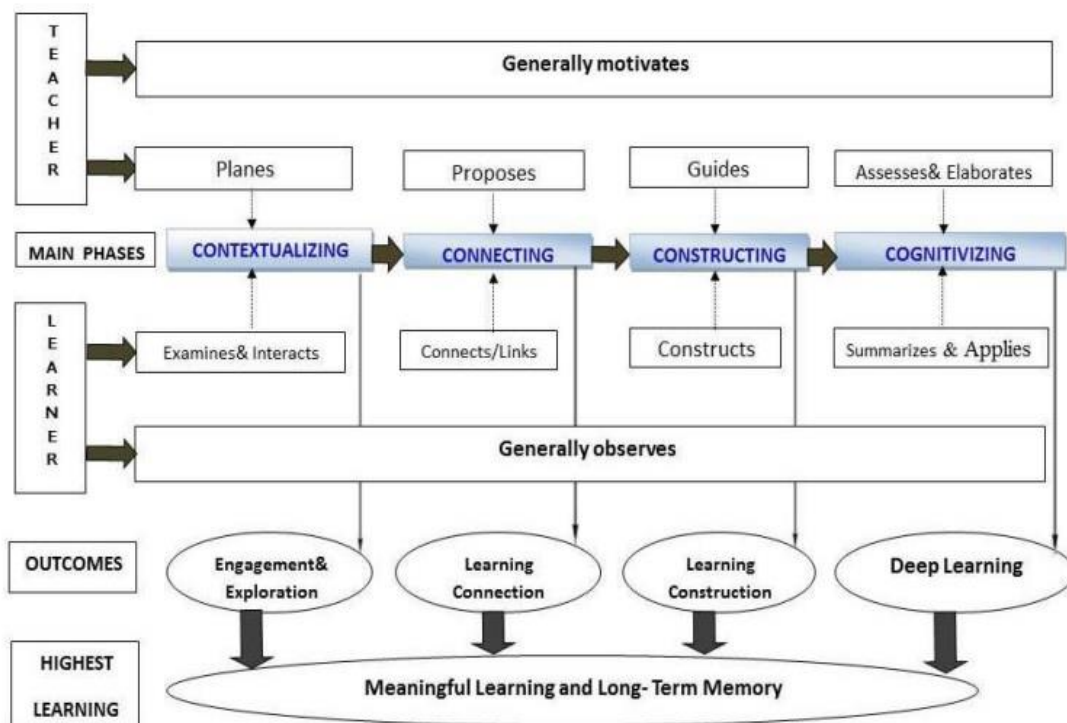 TEACHER
Generally motivates
Planes
Proposes
Guides
Assesses& Elaborates
MAIN PHASES
CONTEXTUALIZING
CONNECTING
CONSTRUCTING
COGNITIVIZING
LEARNER
Examines& Interacts
Connects/Links
Constructs
Summarizes & Applies
Generally observes
OUTCOMES
Engagement&
Exploration
Learning
Connection
Learning
Construction
Deep Learning
HIGHEST
LEARNING
Meaningful Learning and Long- Term Memory